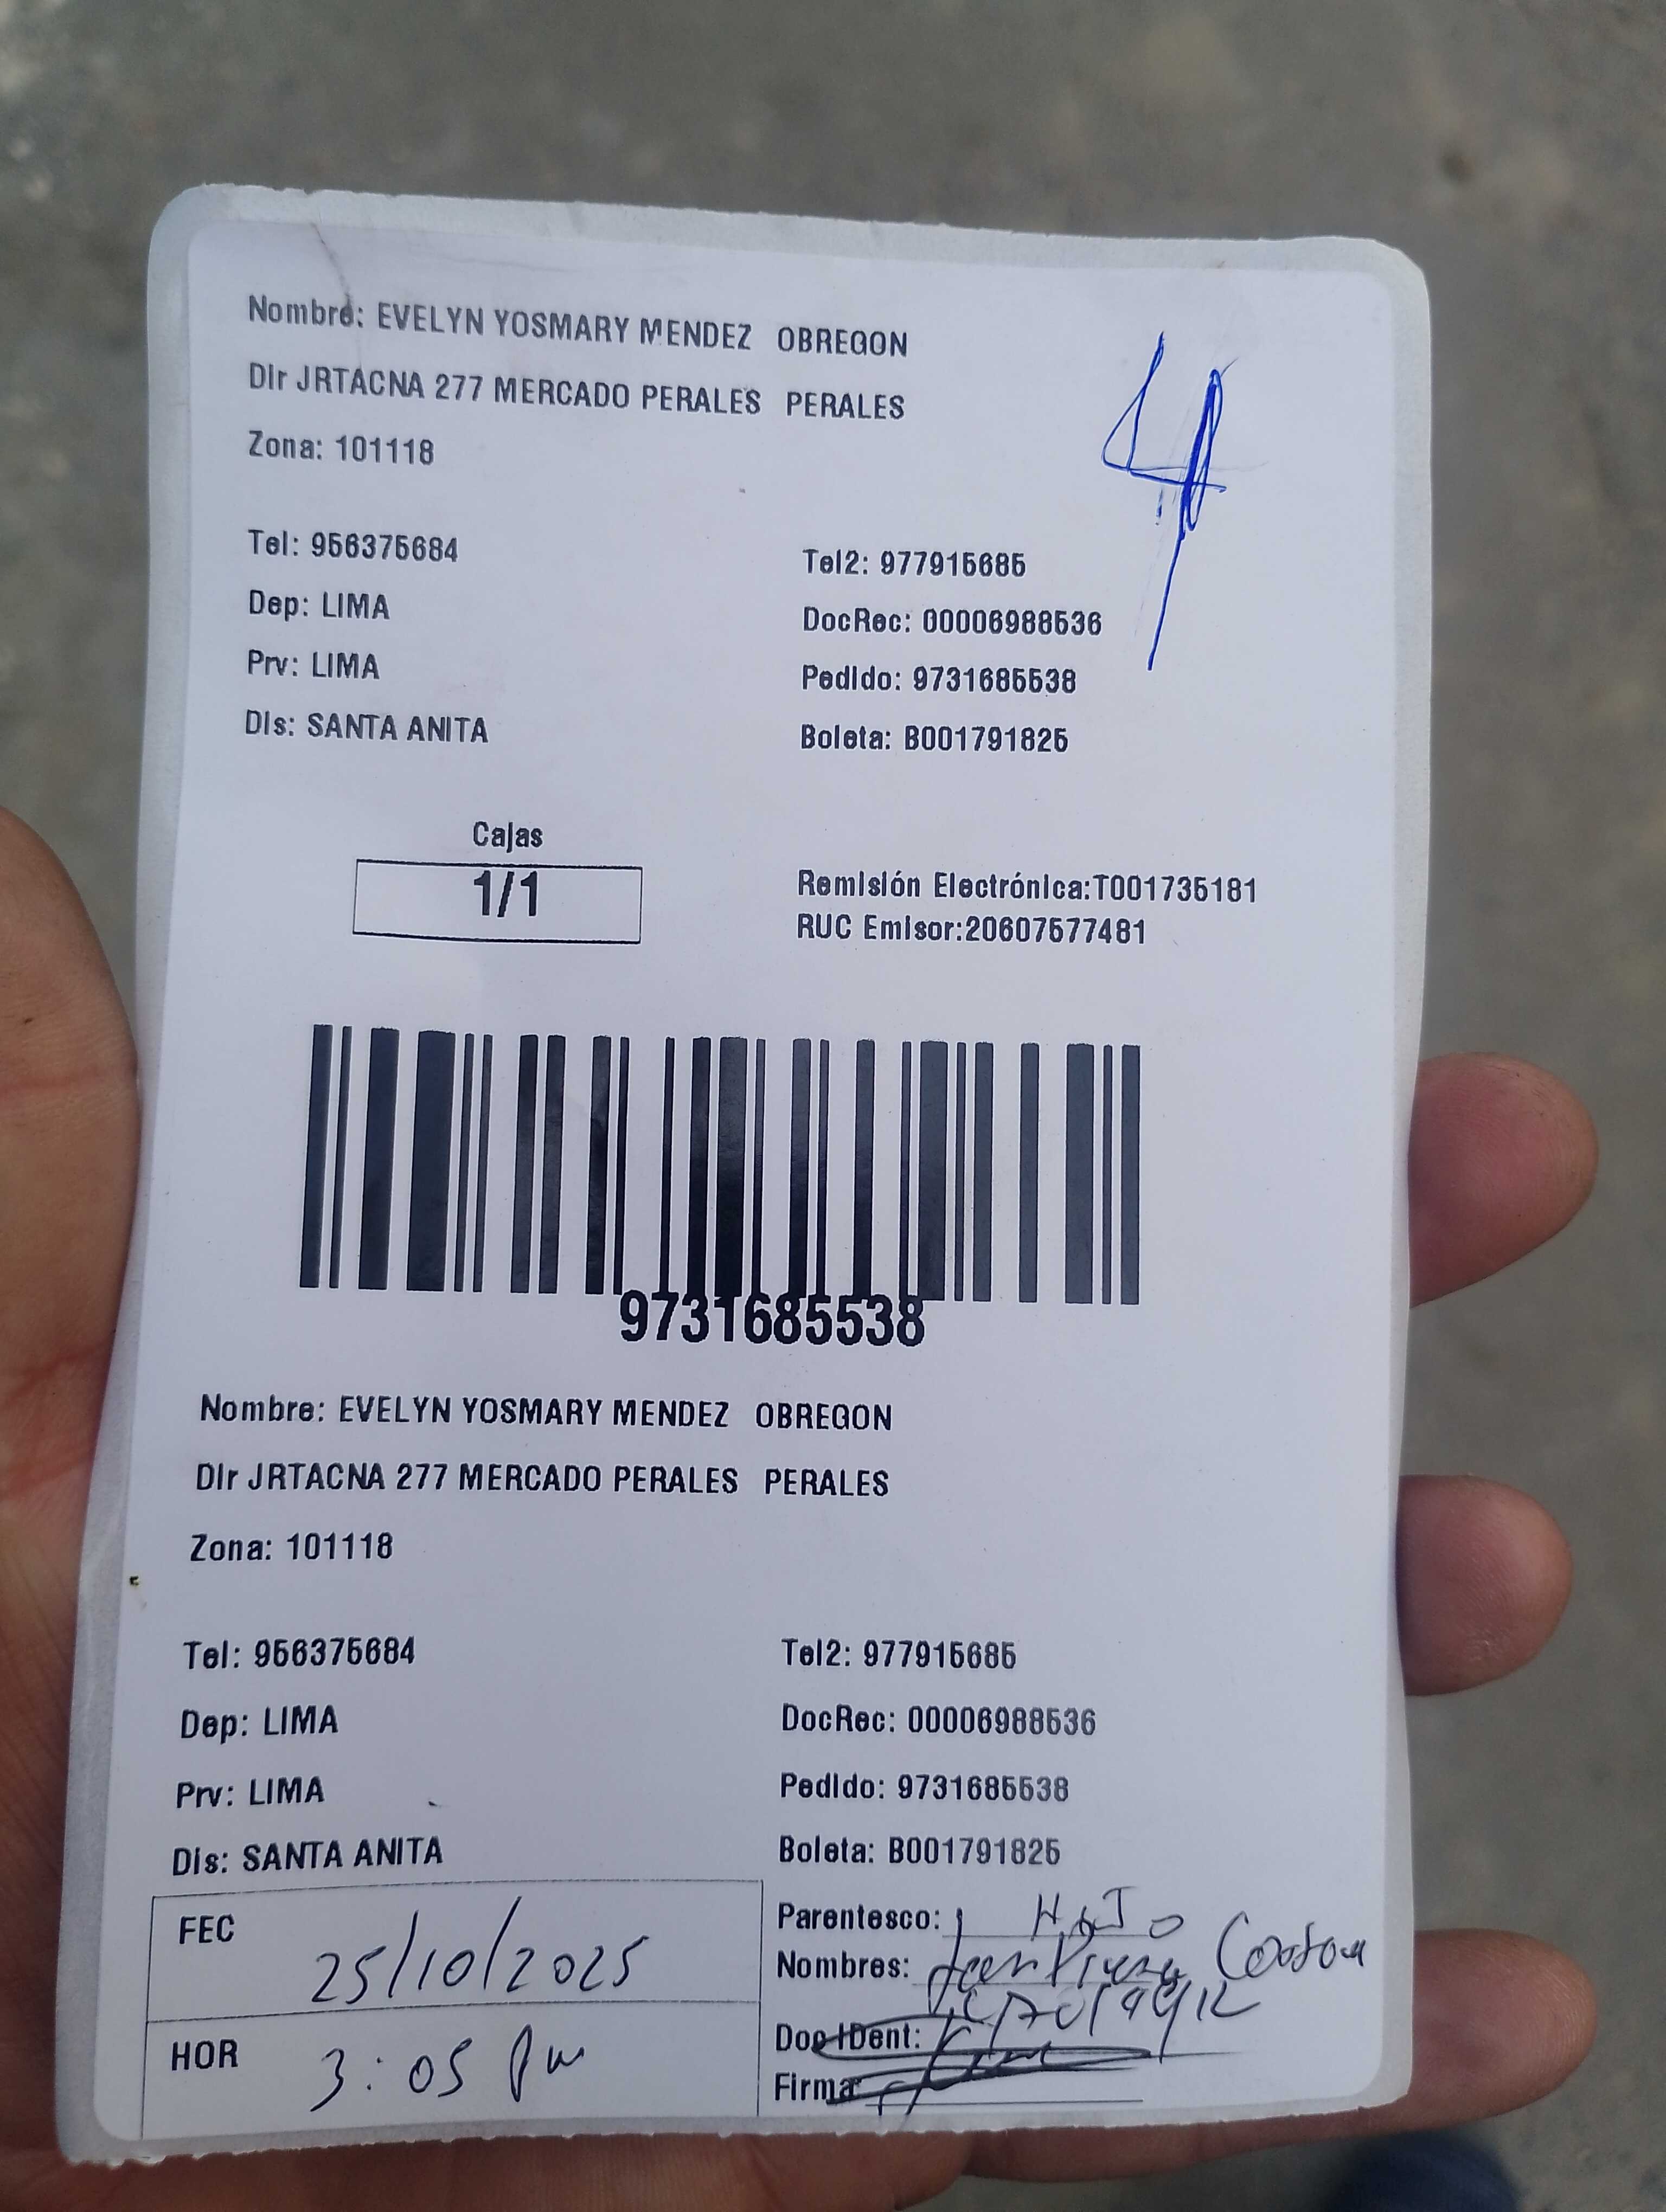 Nombre: EVELYN YOSMARY MENDEZ OBREGON
Dir JRTACNA 277 MERCADO PERALES PERALES
Zona: 101118
4
Tel: 956375684 Tel2: 977915685
Dep: LIMA DocRec: 00006988536
Prv: LIMA Pedido: 9731685538
Dis: SANTA ANITA Boleta: B001791825
Cajas
1/1
Remisión Electrónica:T001735181
RUC Emisor:20607577481
9731685538
Nombre: EVELYN YOSMARY MENDEZ OBREGON
Dir JRTACNA 277 MERCADO PERALES PERALES
Zona: 101118
Tel: 956375684 Tel2: 977915685
Dep: LIMA DocRec: 00006988536
Prv: LIMA Pedido: 9731685538
Dis: SANTA ANITA Boleta: B001791825
FEC 25/10/2025
HOR 3:05 Pm
Parentesco: HIJO
Nombres:
Doc IDent:
Firma